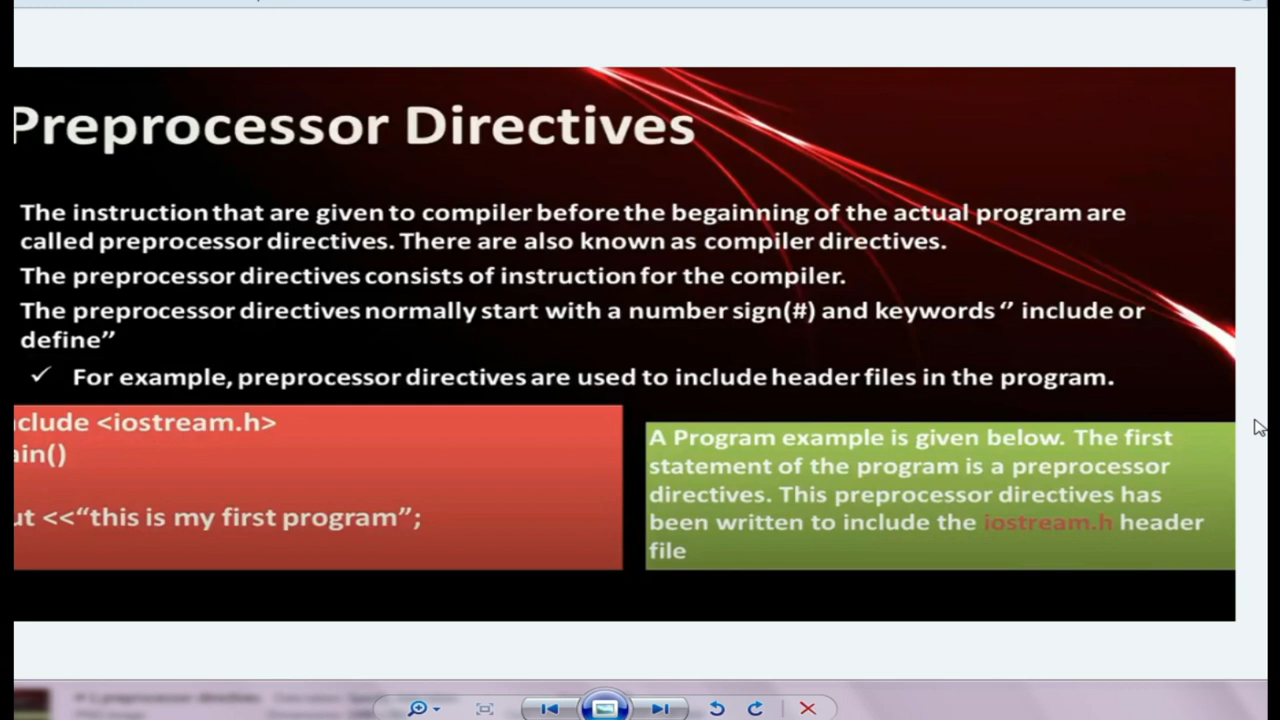 Preprocessor Directives
The instruction that are given to compiler before the begainning of the actual program are
called preprocessor directives. There are also known as compiler directives.
The preprocessor directives consists of instruction for the compiler.
The preprocessor directives normally start with a number sign(#) and keywords “ include or
define”
✓ For example, preprocessor directives are used to include header files in the program.
clude <iostream.h>
ain()
ut <<“this is my first program”;
A Program example is given below. The first
statement of the program is a preprocessor
directives. This preprocessor directives has
been written to include the iostream.h header
file